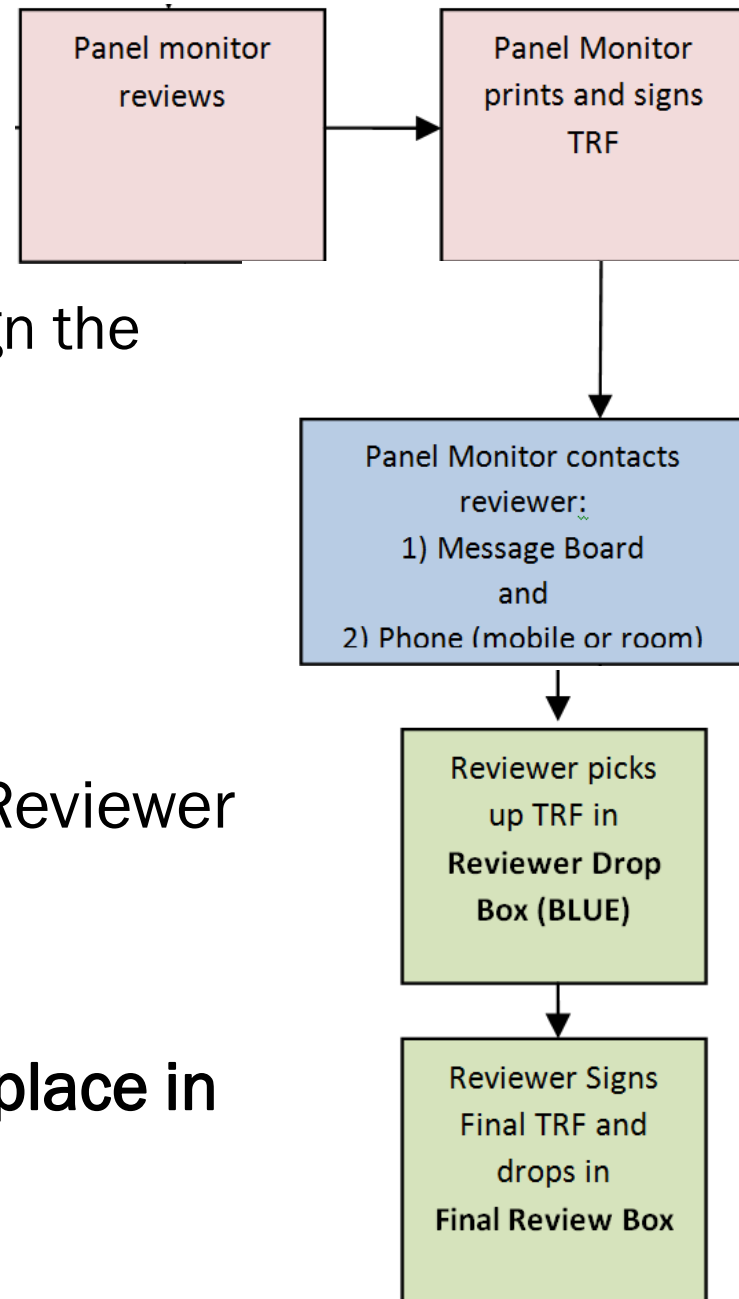 Panel monitor
reviews
Panel Monitor
prints and signs
TRF
n the
Panel Monitor contacts
reviewer:
1) Message Board
and
2) Phone (mobile or room)
Reviewer picks
up TRF in
Reviewer Drop
Box (BLUE)
Reviewer
place in
Reviewer Signs
Final TRF and
drops in
Final Review Box